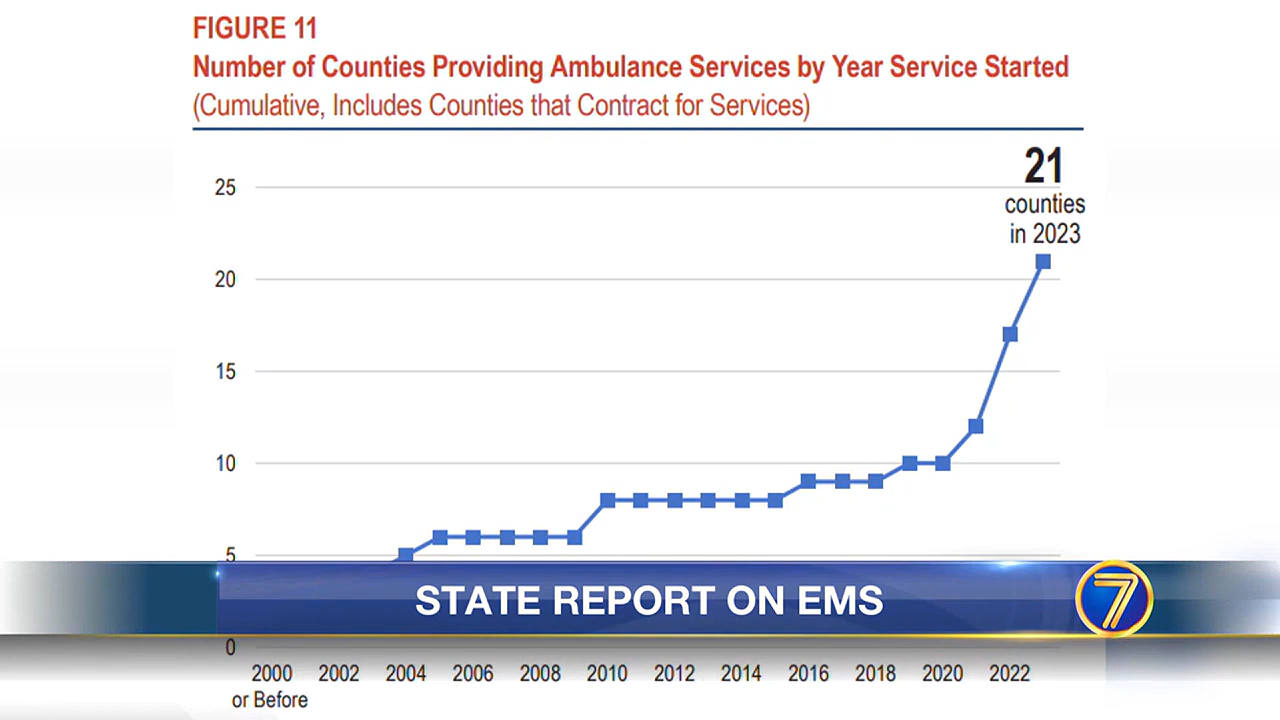 FIGURE 11
Number of Counties Providing Ambulance Services by Year Service Started
(Cumulative, Includes Counties that Contract for Services)
21
counties
in 2023
25
20
15
10
5
STATE REPORT ON EMS
7
0
2000 2002 2004 2006 2008 2010 2012 2014 2016 2018 2020 2022
or Before